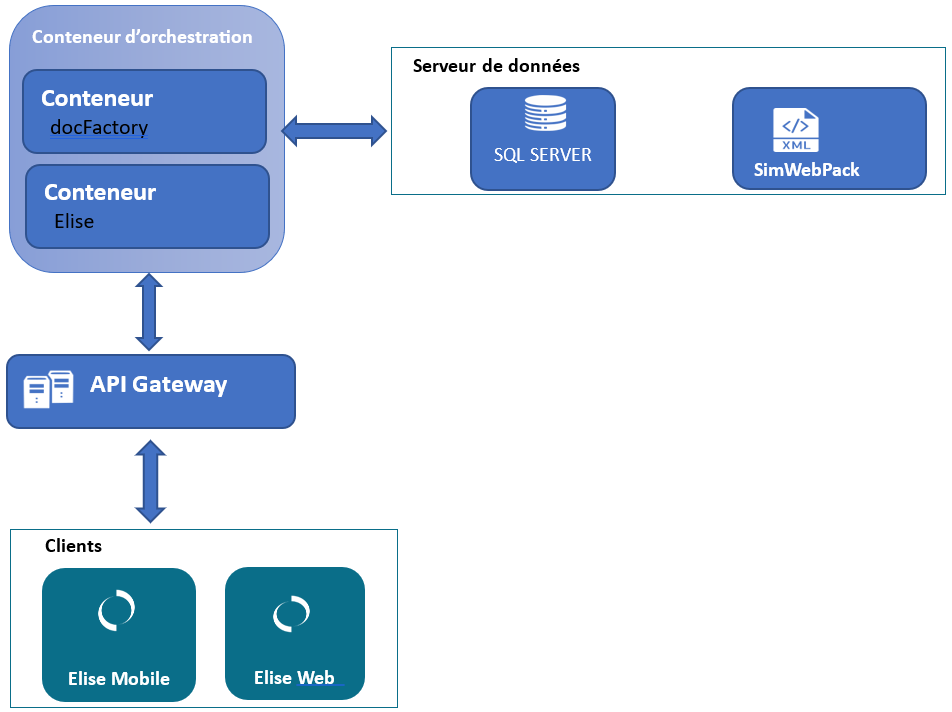 Conteneur d’orchestration
Conteneur
docFactory
Conteneur
Elise
Serveur de données
SQL SERVER
</>
XML
SimWebPack
API Gateway
Clients
Elise Mobile
Elise Web